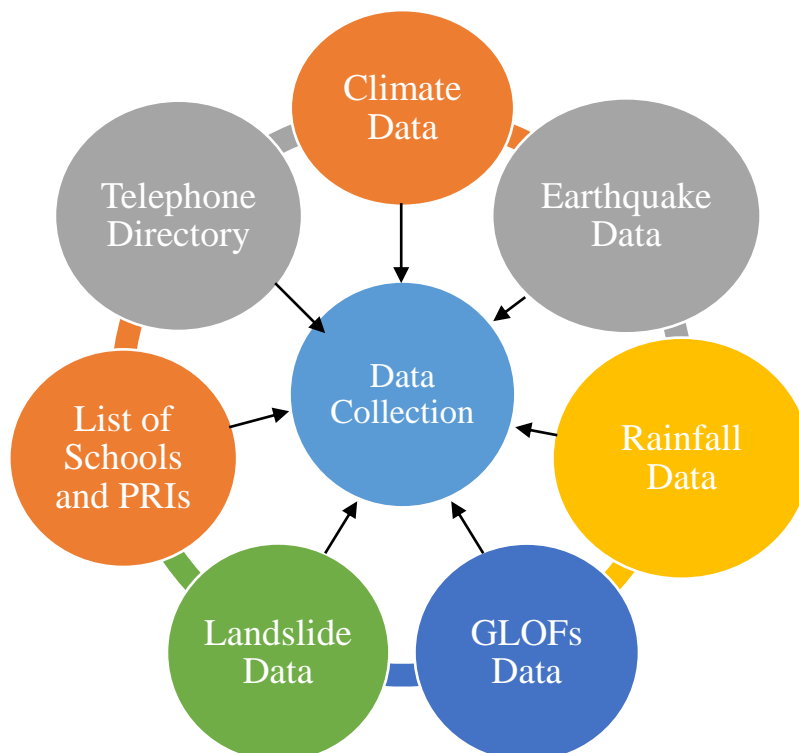 Climate
Data
Earthquake
Data
Rainfall
Data
GLOFs
Data
Landslide
Data
List of
Schools
and PRIs
Telephone
Directory
Data
Collection